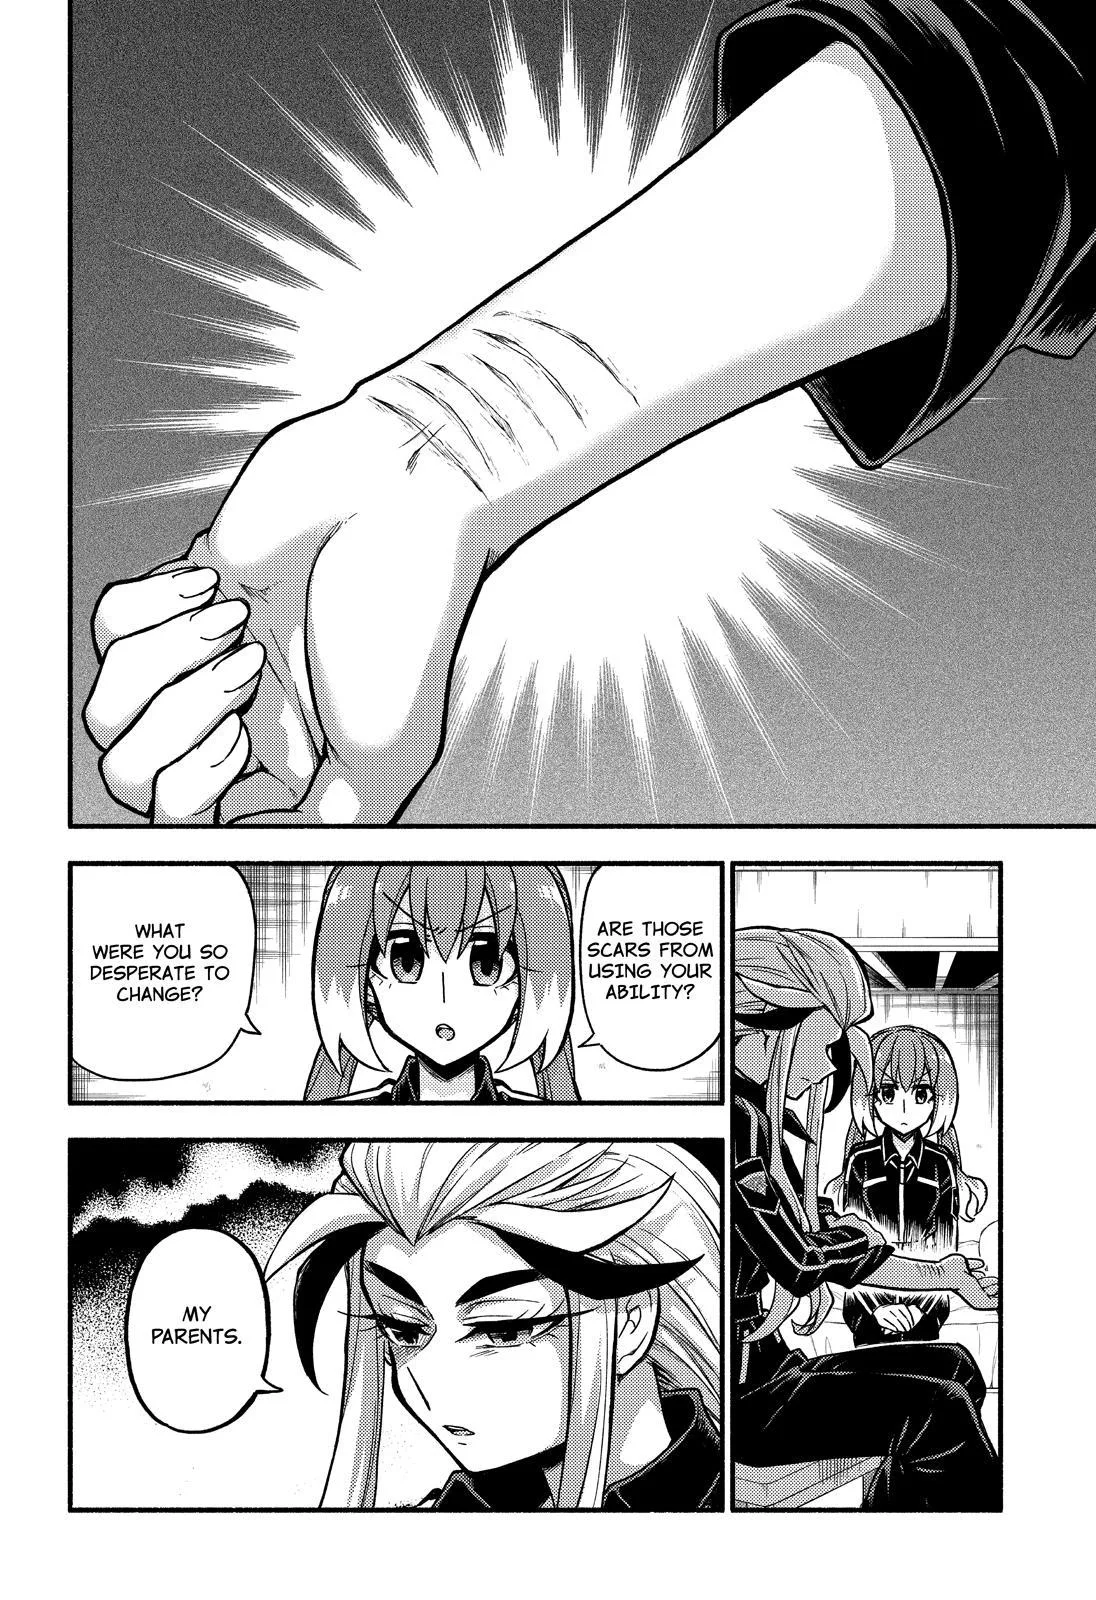 ARE THOSE
SCARS FROM
USING YOUR
ABILITY?
WHAT
WERE YOU SO
DESPERATE TO
CHANGE?
MY
PARENTS.